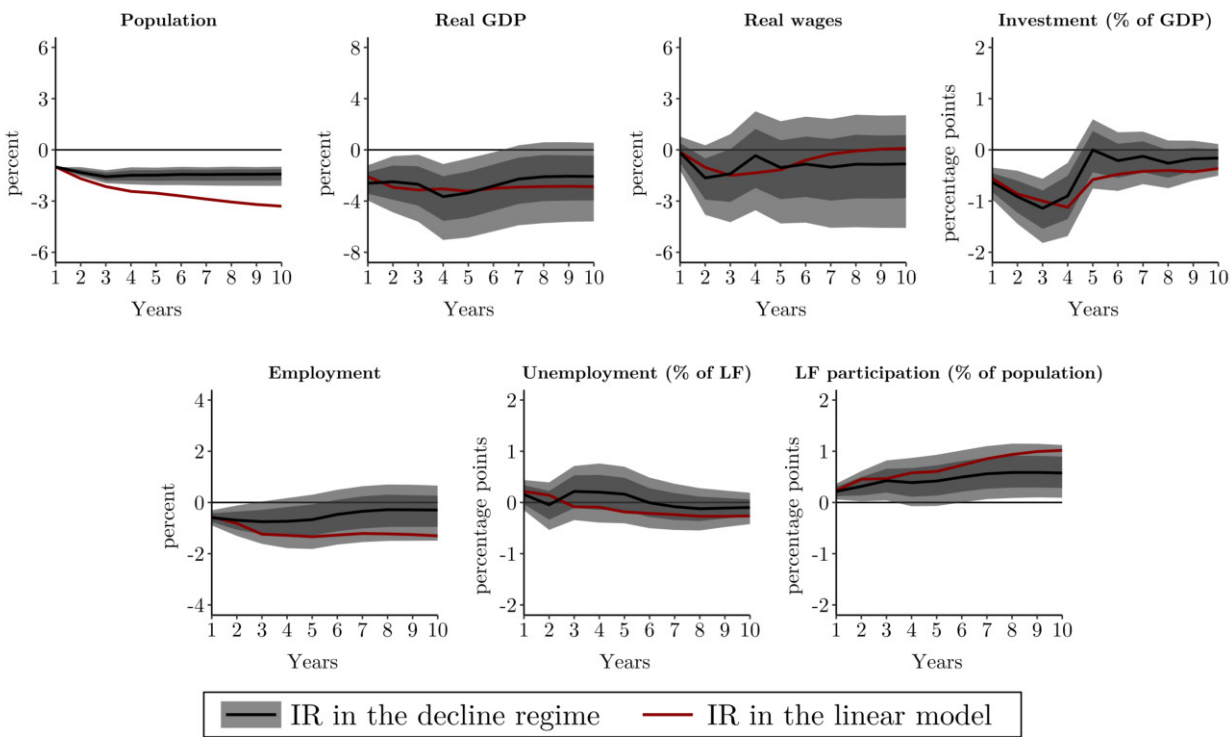 Population
Real GDP
Real wages
Investment (% of GDP)
percent
6
3
0
-3
-6
1 2 3 4 5 6 7 8 9 10
Years
percent
8
4
0
-4
-8
1 2 3 4 5 6 7 8 9 10
Years
percent
6
3
0
-3
-6
1 2 3 4 5 6 7 8 9 10
Years
percentage points
2
1
0
-1
-2
1 2 3 4 5 6 7 8 9 10
Years
Employment
Unemployment (% of LF)
LF participation (% of population)
percent
4
2
0
-2
-4
1 2 3 4 5 6 7 8 9 10
Years
percentage points
2
1
0
-1
-2
1 2 3 4 5 6 7 8 9 10
Years
percentage points
2
1
0
-1
-2
1 2 3 4 5 6 7 8 9 10
Years
IR in the decline regime
IR in the linear model